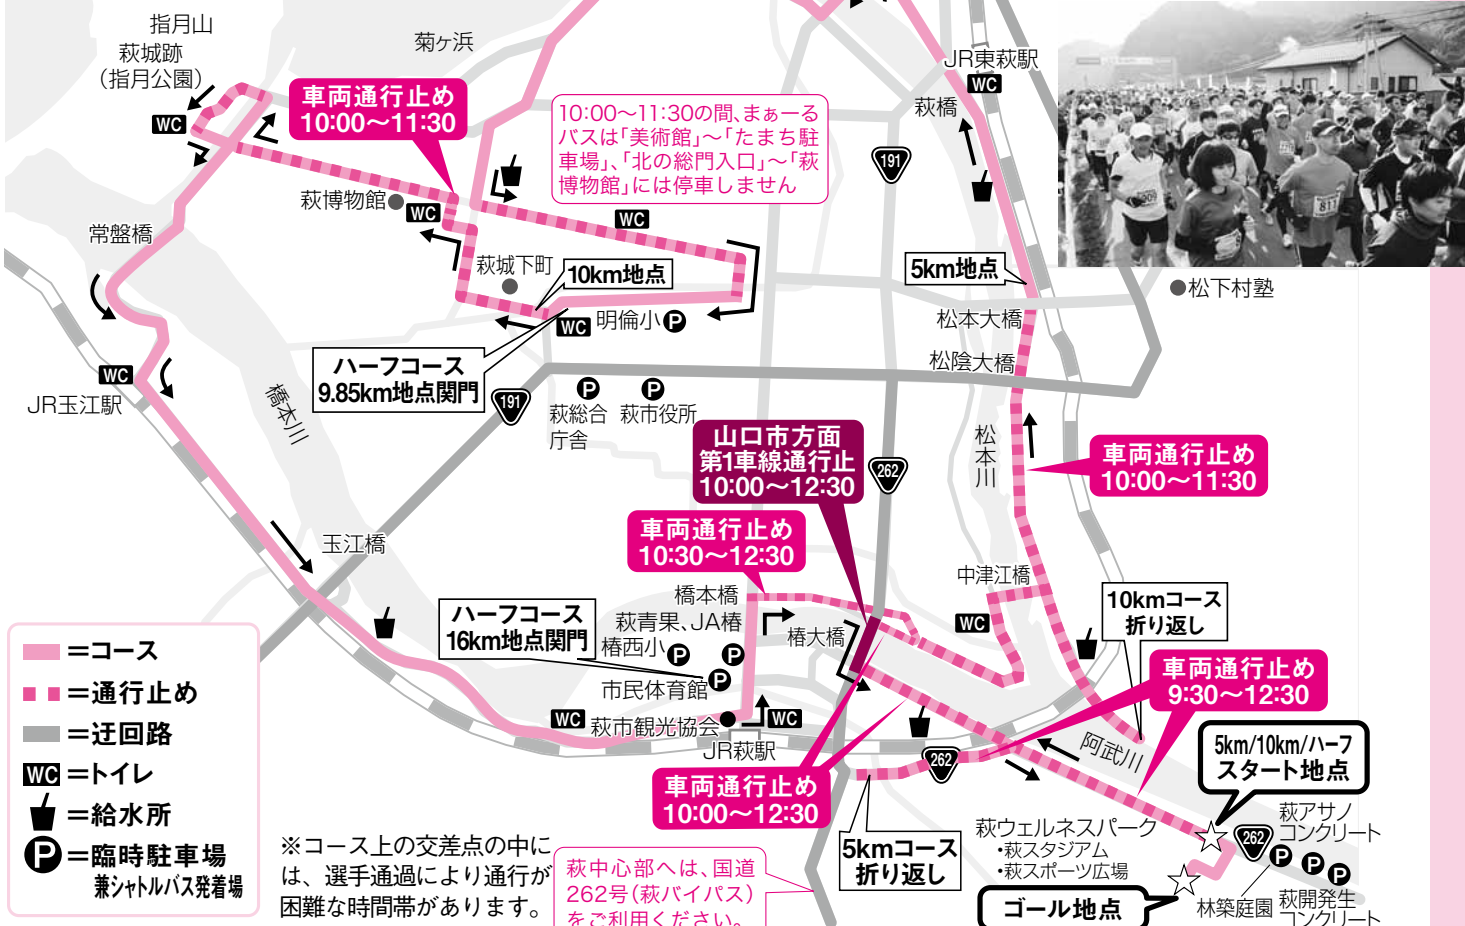 指月山
萩城跡
（指月公園）
菊ヶ浜
JR東萩駅
WC
萩橋
車両通行止め
10:00～11:30
WC
10:00～11:30の間、まぁーる
バスは「美術館」～「たまち駐
車場」、「北の総門入口」～「萩
博物館」には停車しません
191
萩博物館
WC
WC
常盤橋
萩城下町
10km地点
5km地点
松下村塾
明倫小
P
WC
松本大橋
松陰大橋
ハーフコース
9.85km地点関門
WC
JR玉江駅
橋本川
191
P
P
萩総合
庁舎
萩市役所
山口市方面
第1車線通行止
10:00～12:30
262
松本川
車両通行止め
10:00～11:30
車両通行止め
10:30～12:30
玉江橋
中津江橋
橋本橋
ハーフコース
16km地点関門
萩青果、JA椿
椿西小
P
P
市民体育館
P
椿大橋
WC
10kmコース
折り返し
車両通行止め
9:30～12:30
WC
萩市観光協会
WC
JR萩駅
262
阿武川
5km/10km/ハーフ
スタート地点
車両通行止め
10:00～12:30
5kmコース
折り返し
萩ウェルネスパーク
・萩スタジアム
・萩スポーツ広場
262
萩アサノ
コンクリート
P
P
P
ゴール地点
林築庭園
萩開発生
コンクリート
＝コース
＝通行止め
＝迂回路
WC＝トイレ
＝給水所
P＝臨時駐車場
兼シャトルバス発着場
※コース上の交差点の中に
は、選手通過により通行が
困難な時間帯があります。
萩中心部へは、国道
262号（萩バイパス）
をご利用ください。
811